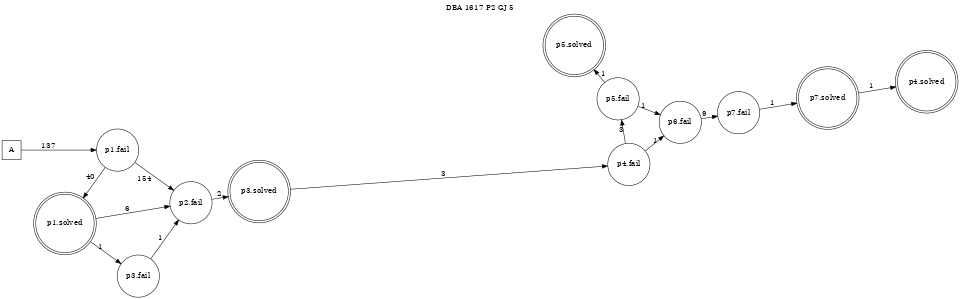 DBA 1617 P2 GJ 5
p5.solved
p4.solved
1
1
p5.fail
p7.solved
1
1
9
p7.fail
p6.fail
3
1
A
137
p1.fail
p4.fail
40
154
3
p3.solved
2
p2.fail
p1.solved
6
1
1
p3.fail